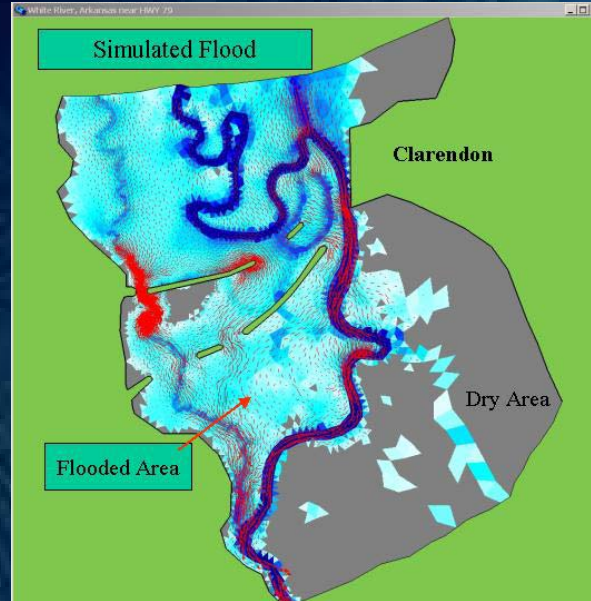 White River, Arkansas near HWY 79
Simulated Flood
Clarendon
Dry Area
Flooded Area